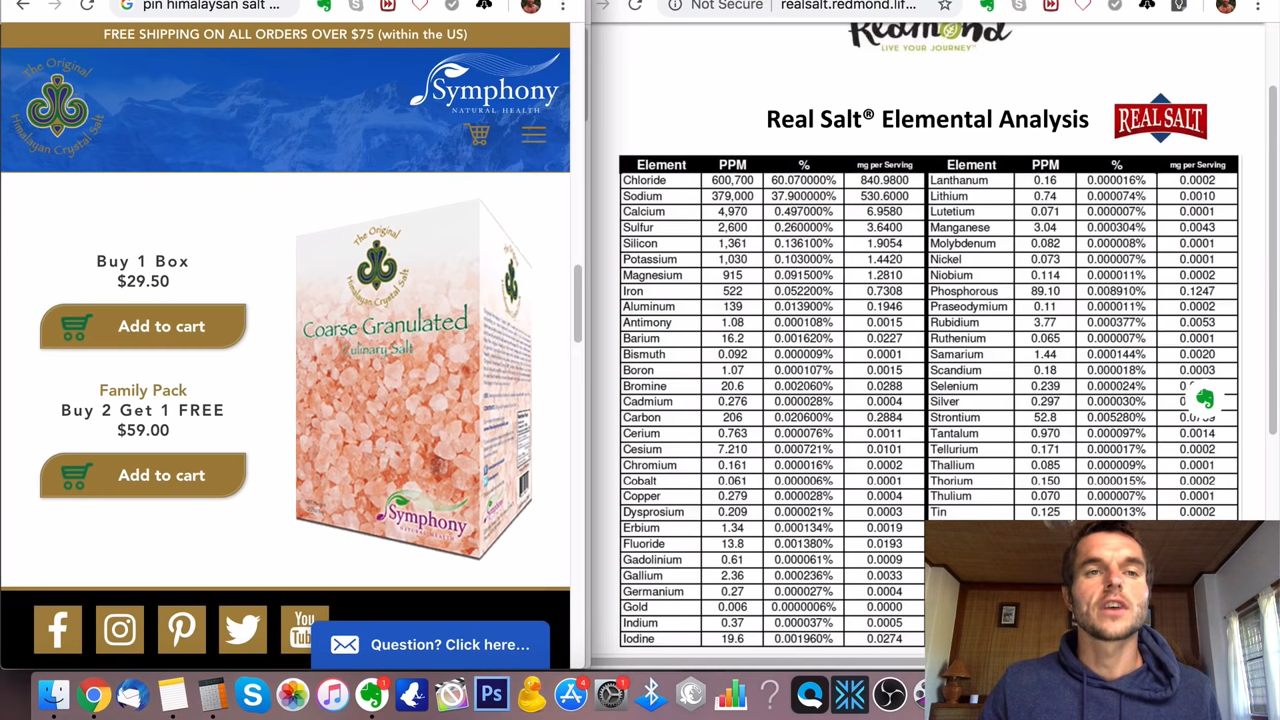 pin himalaysan salt
Not Secure
realsalt.redmond.lif
FREE SHIPPING ON ALL ORDERS OVER $75 (within the US)
The Original
Himalayan Crystal Salt
Symphony
NATURAL HEALTH
Buy 1 Box
$29.50
Add to cart
Family Pack
Buy 2 Get 1 FREE
$59.00
Add to cart
The Original
Himalayan Crystal Salt
Coarse Granulated
Culinary Salt
Symphony
You
Tube
Question? Click here...
Redmond
LIVE YOUR JOURNEY™
Real Salt® Elemental Analysis
REAL SALT
Element PPM % mg per Serving Element PPM % mg per Serving
Chloride 600,700 60.070000% 840.9800 Lanthanum 0.16 0.000016% 0.0002
Sodium 379,000 37.900000% 530.6000 Lithium 0.74 0.000074% 0.0010
Calcium 4,970 0.497000% 6.9580 Lutetium 0.071 0.000007% 0.0001
Sulfur 2,600 0.260000% 3.6400 Manganese 3.04 0.000304% 0.0043
Silicon 1,361 0.136100% 1.9054 Molybdenum 0.082 0.000008% 0.0001
Potassium 1,030 0.103000% 1.4420 Nickel 0.073 0.000007% 0.0001
Magnesium 915 0.091500% 1.2810 Niobium 0.114 0.000011% 0.0002
Iron 522 0.052200% 0.7308 Phosphorous 89.10 0.008910% 0.1247
Aluminum 139 0.013900% 0.1946 Praseodymium 0.11 0.000011% 0.0002
Antimony 1.08 0.000108% 0.0015 Rubidium 3.77 0.000377% 0.0053
Barium 16.2 0.001620% 0.0227 Ruthenium 0.065 0.000007% 0.0001
Bismuth 0.092 0.000009% 0.0001 Samarium 1.44 0.000144% 0.0020
Boron 1.07 0.000107% 0.0015 Scandium 0.18 0.000018% 0.0003
Bromine 20.6 0.002060% 0.0288 Selenium 0.239 0.000024%
Cadmium 0.276 0.000028% 0.0004 Silver 0.297 0.000030%
Carbon 206 0.020600% 0.2884 Strontium 52.8 0.005280%
Cerium 0.763 0.000076% 0.0011 Tantalum 0.970 0.000097% 0.0014
Cesium 7.210 0.000721% 0.0101 Tellurium 0.171 0.000017% 0.0002
Chromium 0.161 0.000016% 0.0002 Thallium 0.085 0.000009% 0.0001
Cobalt 0.061 0.000006% 0.0001 Thorium 0.150 0.000015% 0.0002
Copper 0.279 0.000028% 0.0004 Thulium 0.070 0.000007% 0.0001
Dysprosium 0.209 0.000021% 0.0003 Tin 0.125 0.000013% 0.0002
Erbium 1.34 0.000134% 0.0019
Fluoride 13.8 0.001380% 0.0193
Gadolinium 0.61 0.000061% 0.0009
Gallium 2.36 0.000236% 0.0033
Germanium 0.27 0.000027% 0.0004
Gold 0.006 0.0000006% 0.0000
Indium 0.37 0.000037% 0.0005
Iodine 19.6 0.001960% 0.0274
1
Ps
4
1